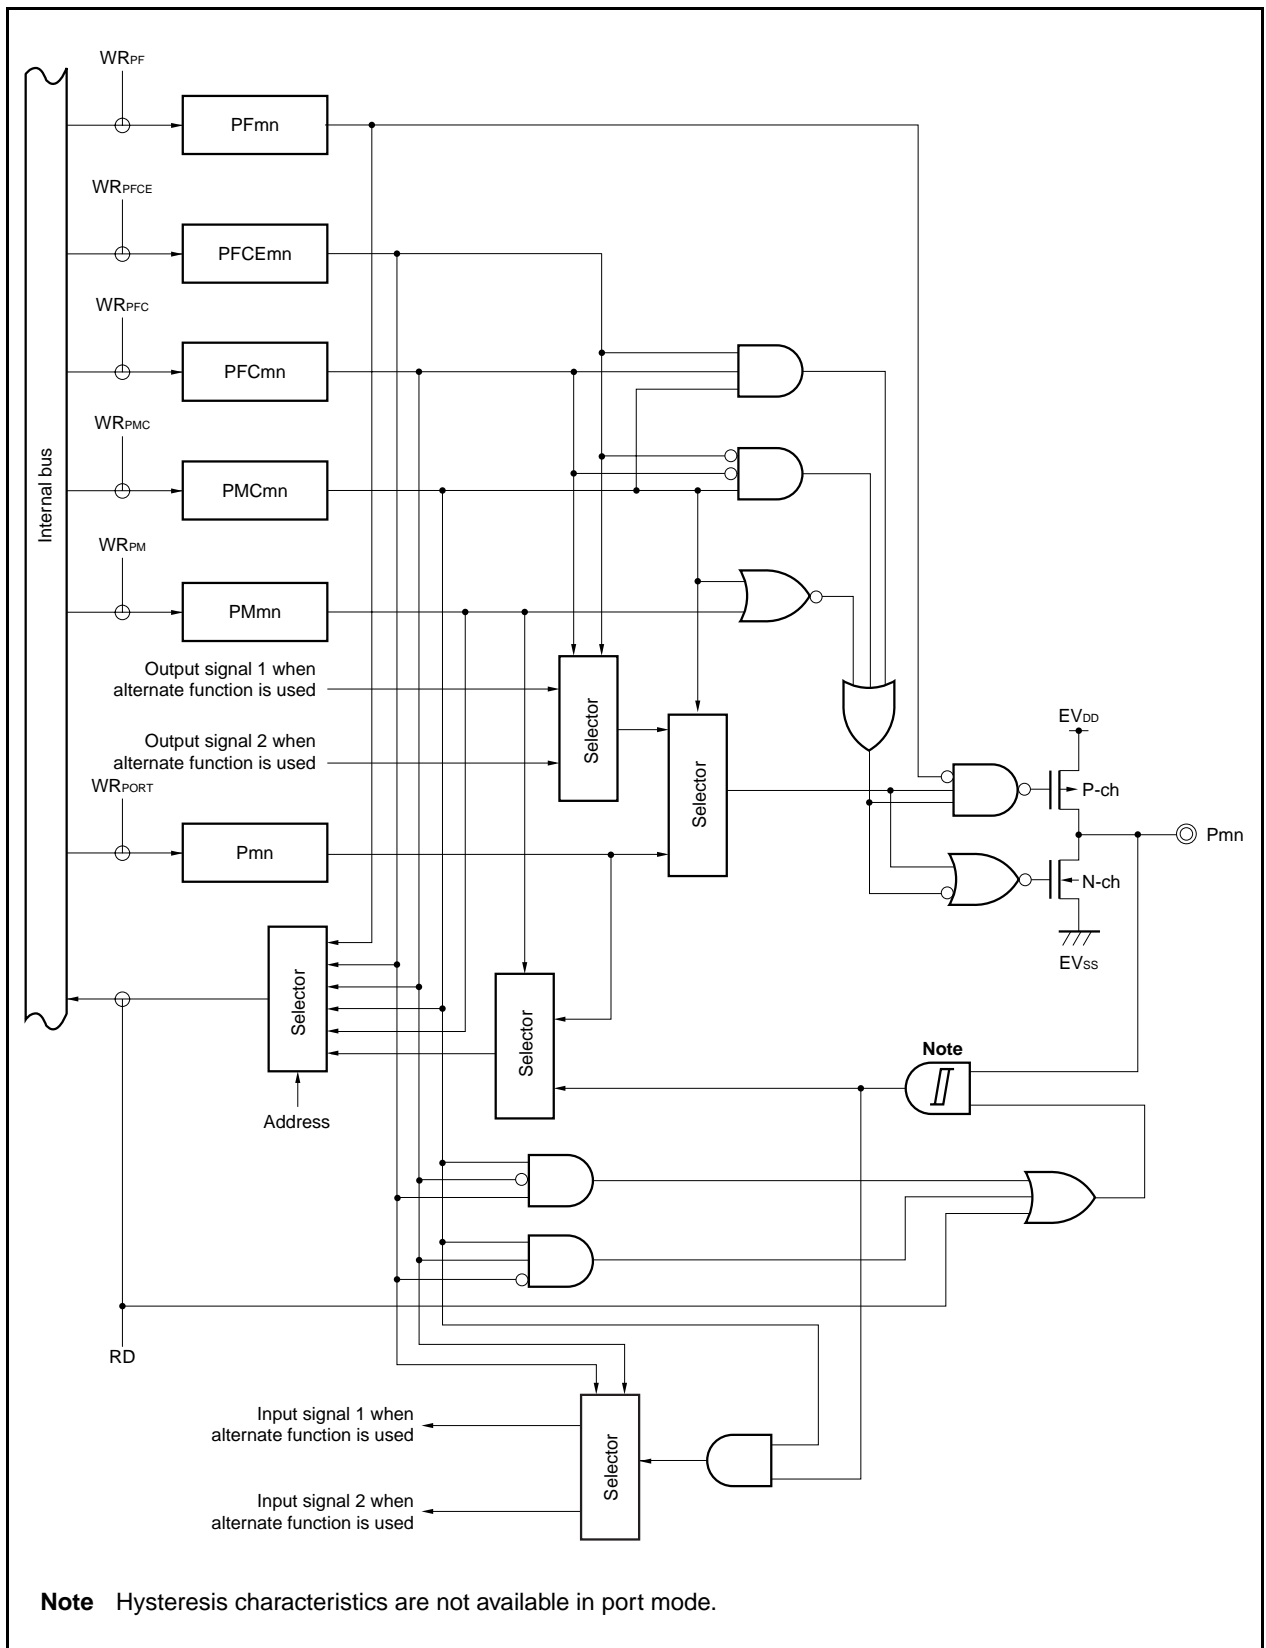 WRPF
PFmn
WRPFCE
PFCEmn
WRPFC
PFCmn
WRPMC
PMCmn
Internal bus
WRPM
PMmn
Output signal 1 when
alternate function is used
Output signal 2 when
alternate function is used
Selector
Selector
EVDD
P-ch
WRPORT
Pmn
Pmn
N-ch
EVSS
Selector
Selector
Note
Address
RD
Input signal 1 when
alternate function is used
Selector
Input signal 2 when
alternate function is used
Note Hysteresis characteristics are not available in port mode.